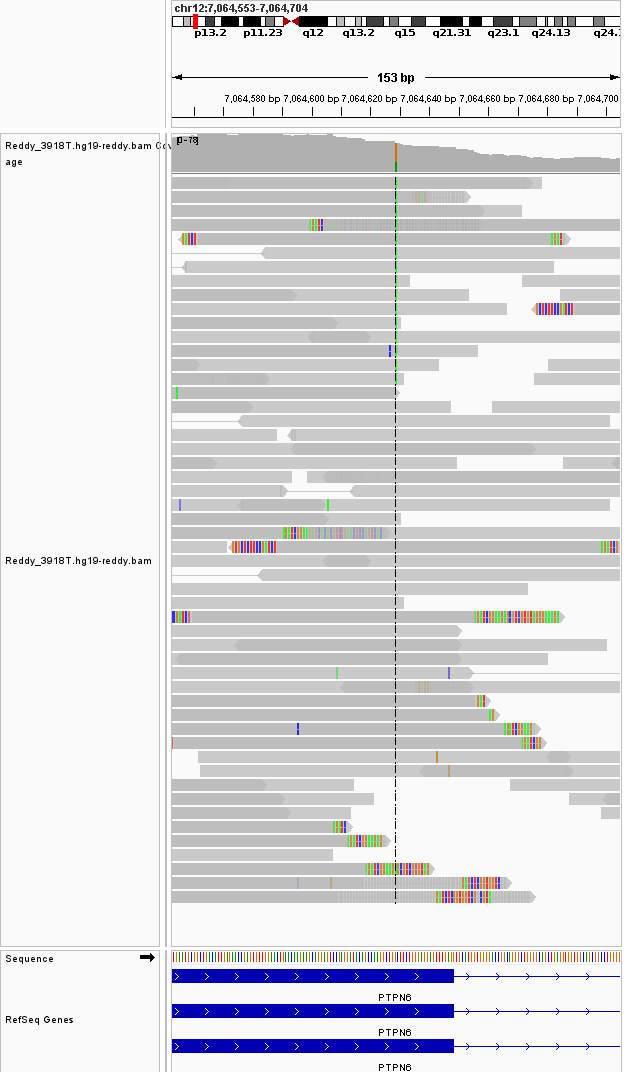 chr12:7,064,553-7,064,704
p13.2 p11.23 q12 q13.2 q15 q21.31 q23.1 q24.13 q24.
153 bp
7,064,580 bp 7,064,600 bp 7,064,620 bp 7,064,640 bp 7,064,660 bp 7,064,680 bp 7,064,700
Reddy_3918T.hg19-reddy.bam Cov
age
[0-78]
Reddy_3918T.hg19-reddy.bam
Sequence
PTPN6
RefSeq Genes
PTPN6
PTPN6